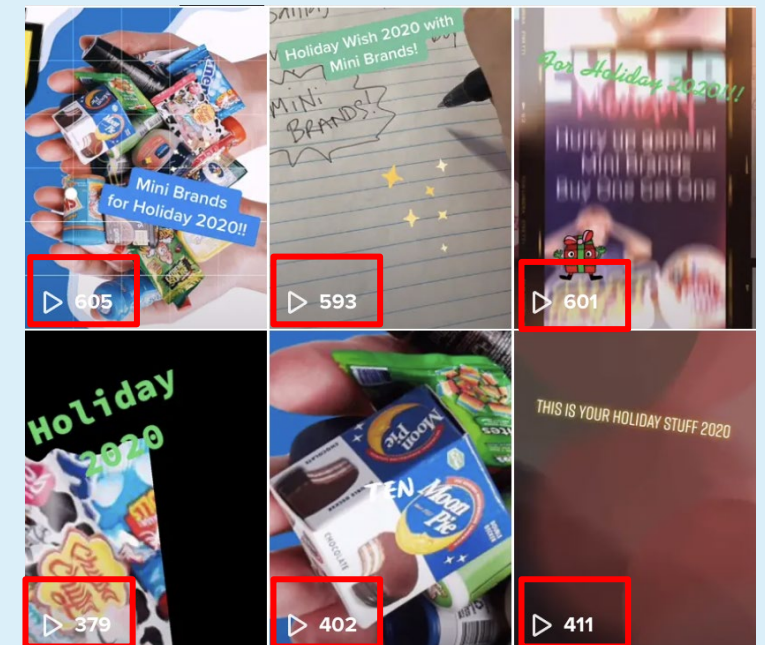 Mini Brands
for Holiday 2020!!
605
Holiday Wish 2020 with
Mini Brands!
MINI
BRANDS!
593
for Holiday 2020!!!
Hurry up general
Mini Brands
Buy One Get One
601
Holiday
2020
379
Moon
Pie
CHOCOLATE
TEN
Moon
Pie
CHOCOLATE
402
THIS IS YOUR HOLIDAY STUFF 2020
411